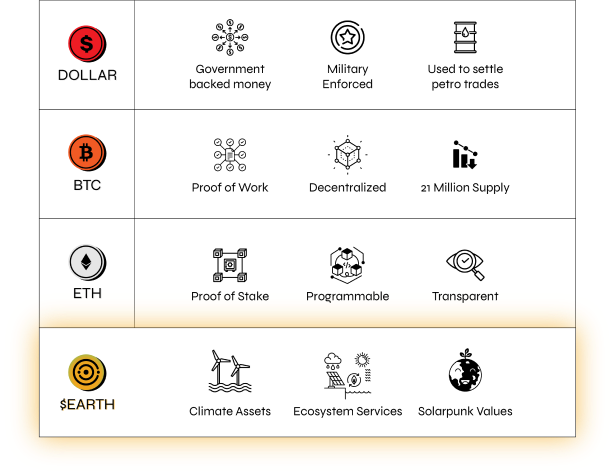 DOLLAR
Government
backed money
Military
Enforced
Used to settle
petro trades
BTC
Proof of Work
Decentralized
21 Million Supply
ETH
Proof of Stake
Programmable
Transparent
$EARTH
Climate Assets
Ecosystem Services
Solarpunk Values